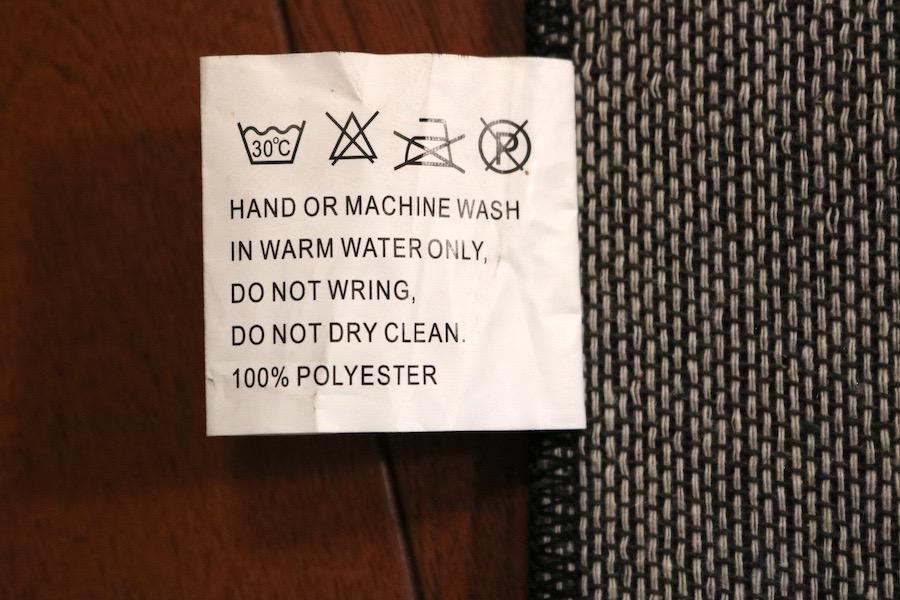 30°C P
HAND OR MACHINE WASH
IN WARM WATER ONLY,
DO NOT WRING,
DO NOT DRY CLEAN.
100% POLYESTER